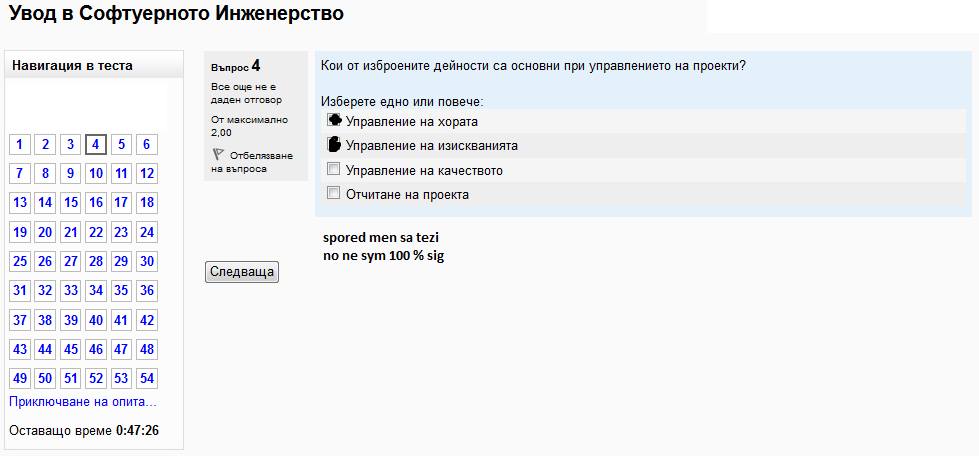 Увод в Софтуерното Инженерство
Навигация в теста
1 2 3 4 5 6
7 8 9 10 11 12
13 14 15 16 17 18
19 20 21 22 23 24
25 26 27 28 29 30
31 32 33 34 35 36
37 38 39 40 41 42
43 44 45 46 47 48
49 50 51 52 53 54
Приключване на опита...
Оставащо време 0:47:26
Въпрос 4
Все още не е
даден отговор
От максимално
2,00
Отбелязване
на въпроса
Кои от изброените дейности са основни при управлението на проекти?
Изберете едно или повече:
Управление на хората
Управление на изискванията
Управление на качеството
Отчитане на проекта
spored men sa tezi
no ne sym 100 % sig
Следваща